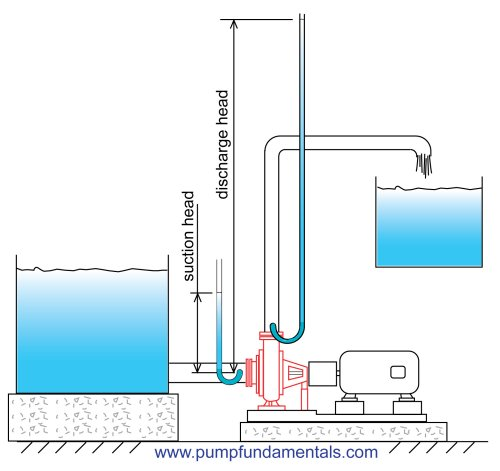 discharge head
suction head
www.pumpfundamentals.com